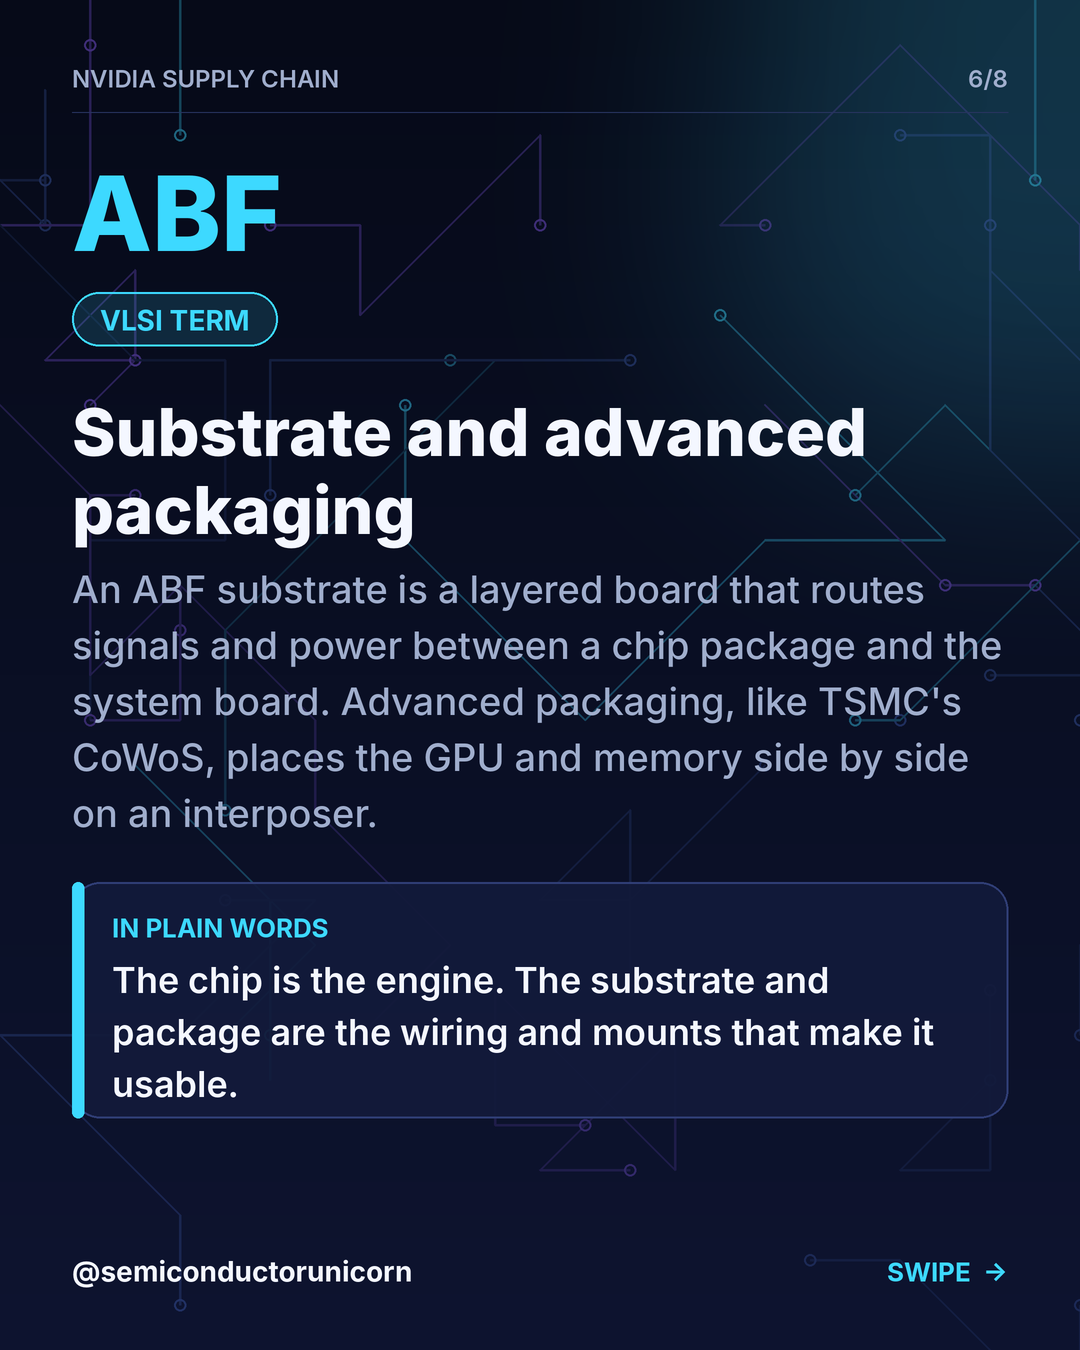 NVIDIA SUPPLY CHAIN
6/8
ABF
VLSI TERM
Substrate and advanced
packaging
An ABF substrate is a layered board that routes
signals and power between a chip package and the
system board. Advanced packaging, like TSMC's
CoWoS, places the GPU and memory side by side
on an interposer.
IN PLAIN WORDS
The chip is the engine. The substrate and
package are the wiring and mounts that make it
usable.
@semiconductorunicorn
SWIPE →